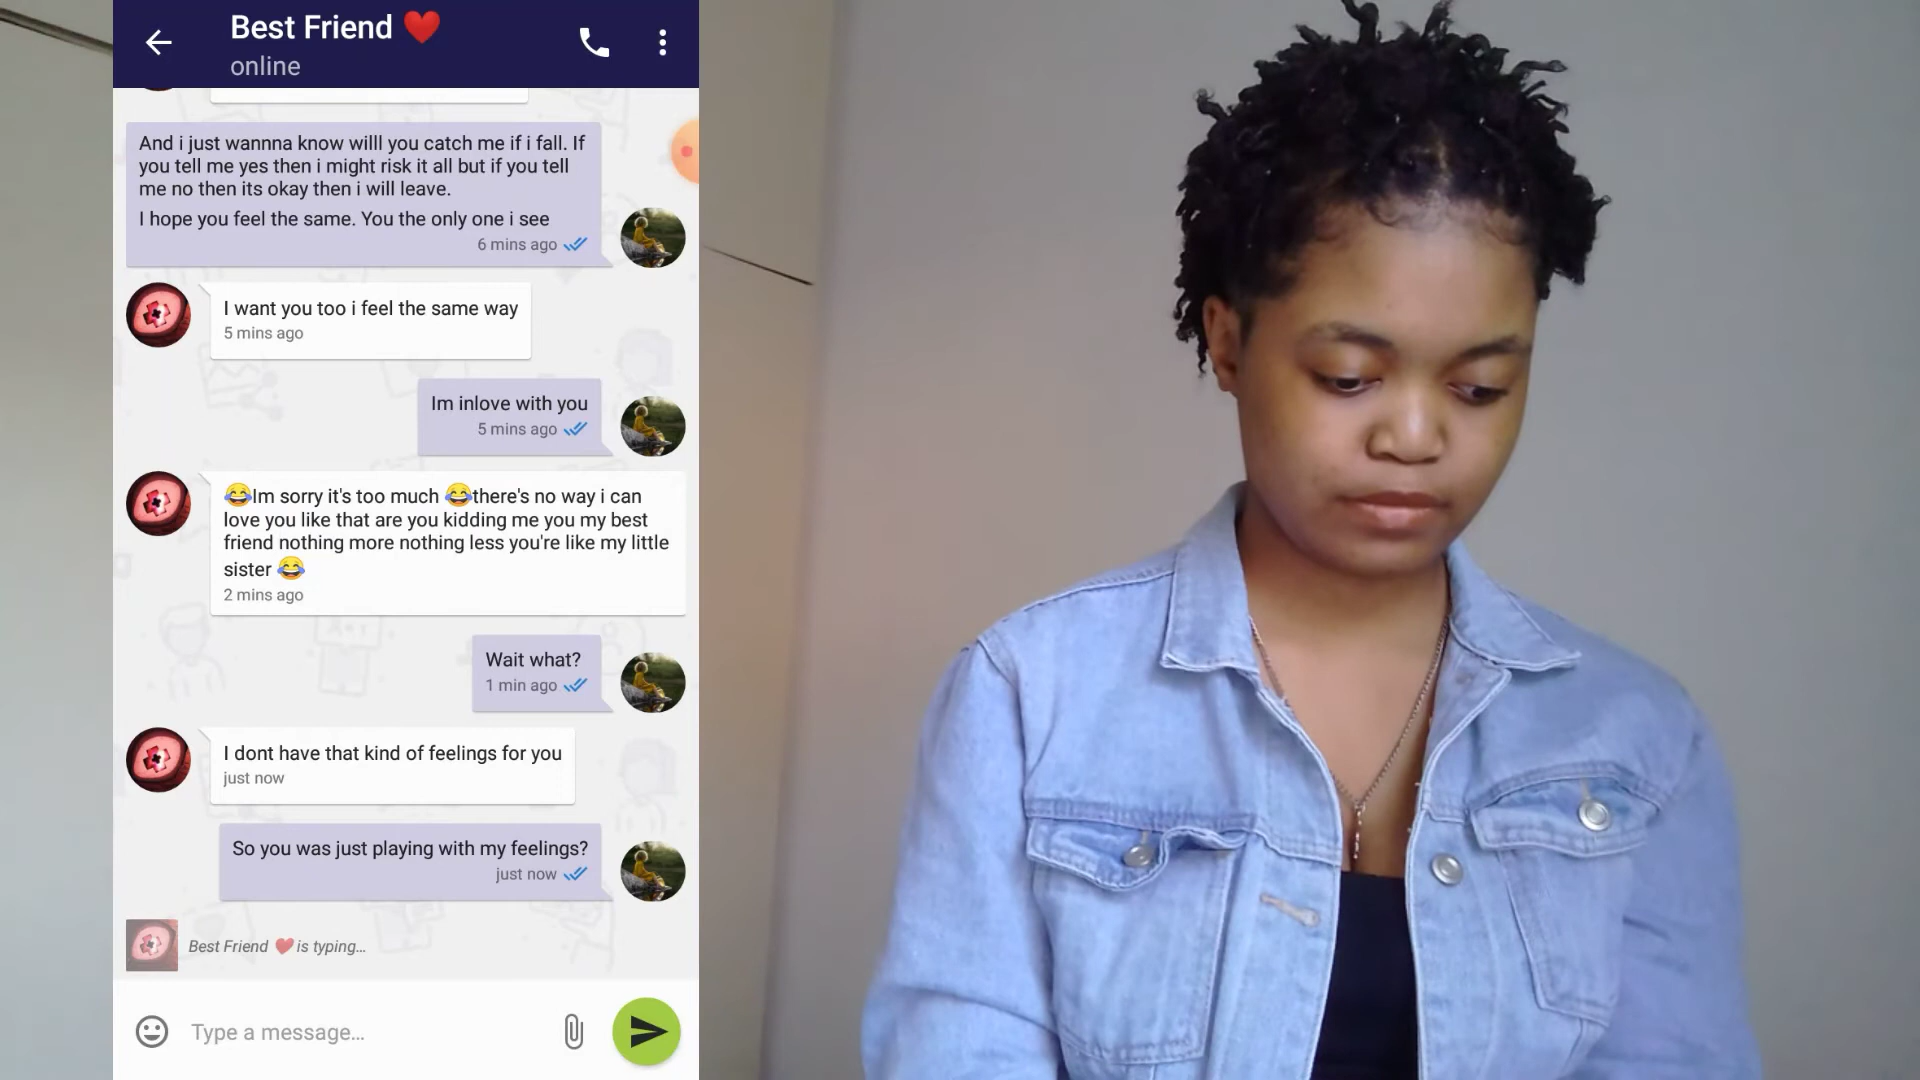 Best Friend ❤️
online
And i just wannna know willl you catch me if i fall. If
you tell me yes then i might risk it all but if you tell
me no then its okay then i will leave.
I hope you feel the same. You the only one i see
6 mins ago
I want you too i feel the same way
5 mins ago
Im inlove with you
5 mins ago
😂Im sorry it's too much 😂there's no way i can
love you like that are you kidding me you my best
friend nothing more nothing less you're like my little
sister 😂
2 mins ago
Wait what?
1 min ago
I dont have that kind of feelings for you
just now
So you was just playing with my feelings?
just now
Best Friend ❤️ is typing...
Type a message...